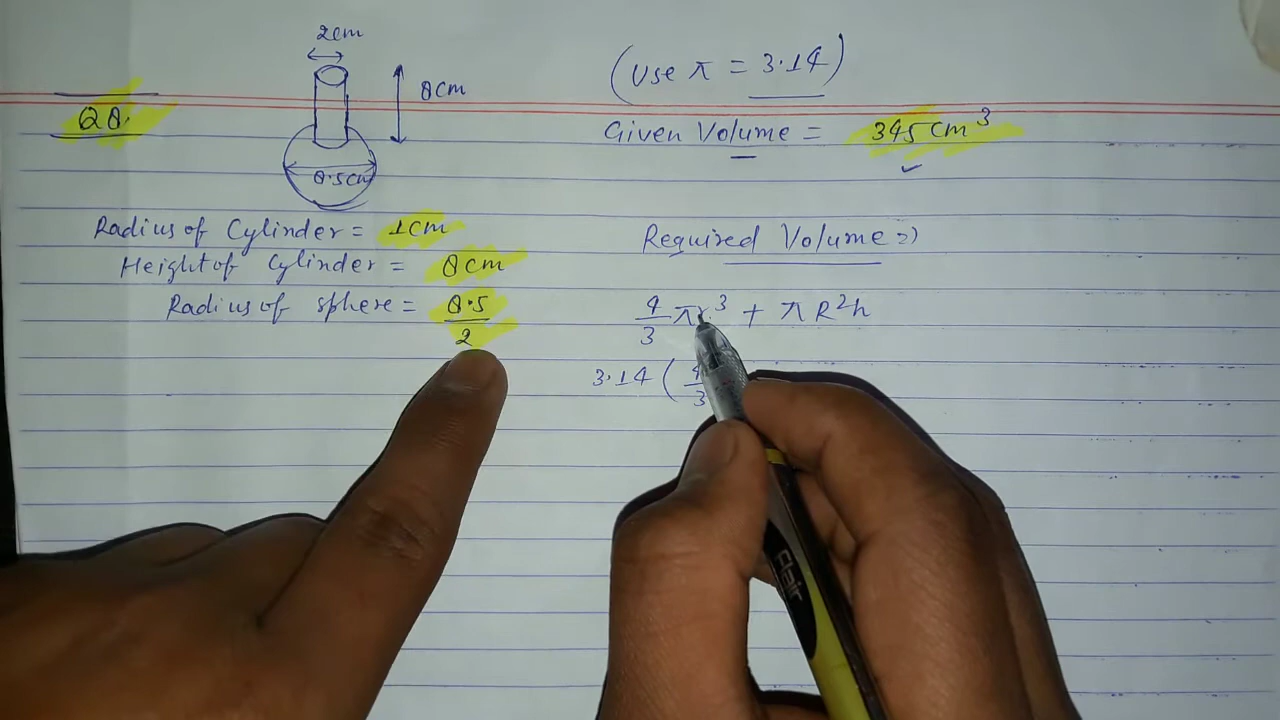 2cm
8cm
Q8.
8.5cm
(Use π = 3.14)
Given Volume = 345 cm³
Radius of Cylinder = 1cm
Height of Cylinder = 8cm
Radius of sphere = 8.5/2
Required Volume ⇒
4/3 πr³ + πR²h
3.14 ( 4/3
Flair